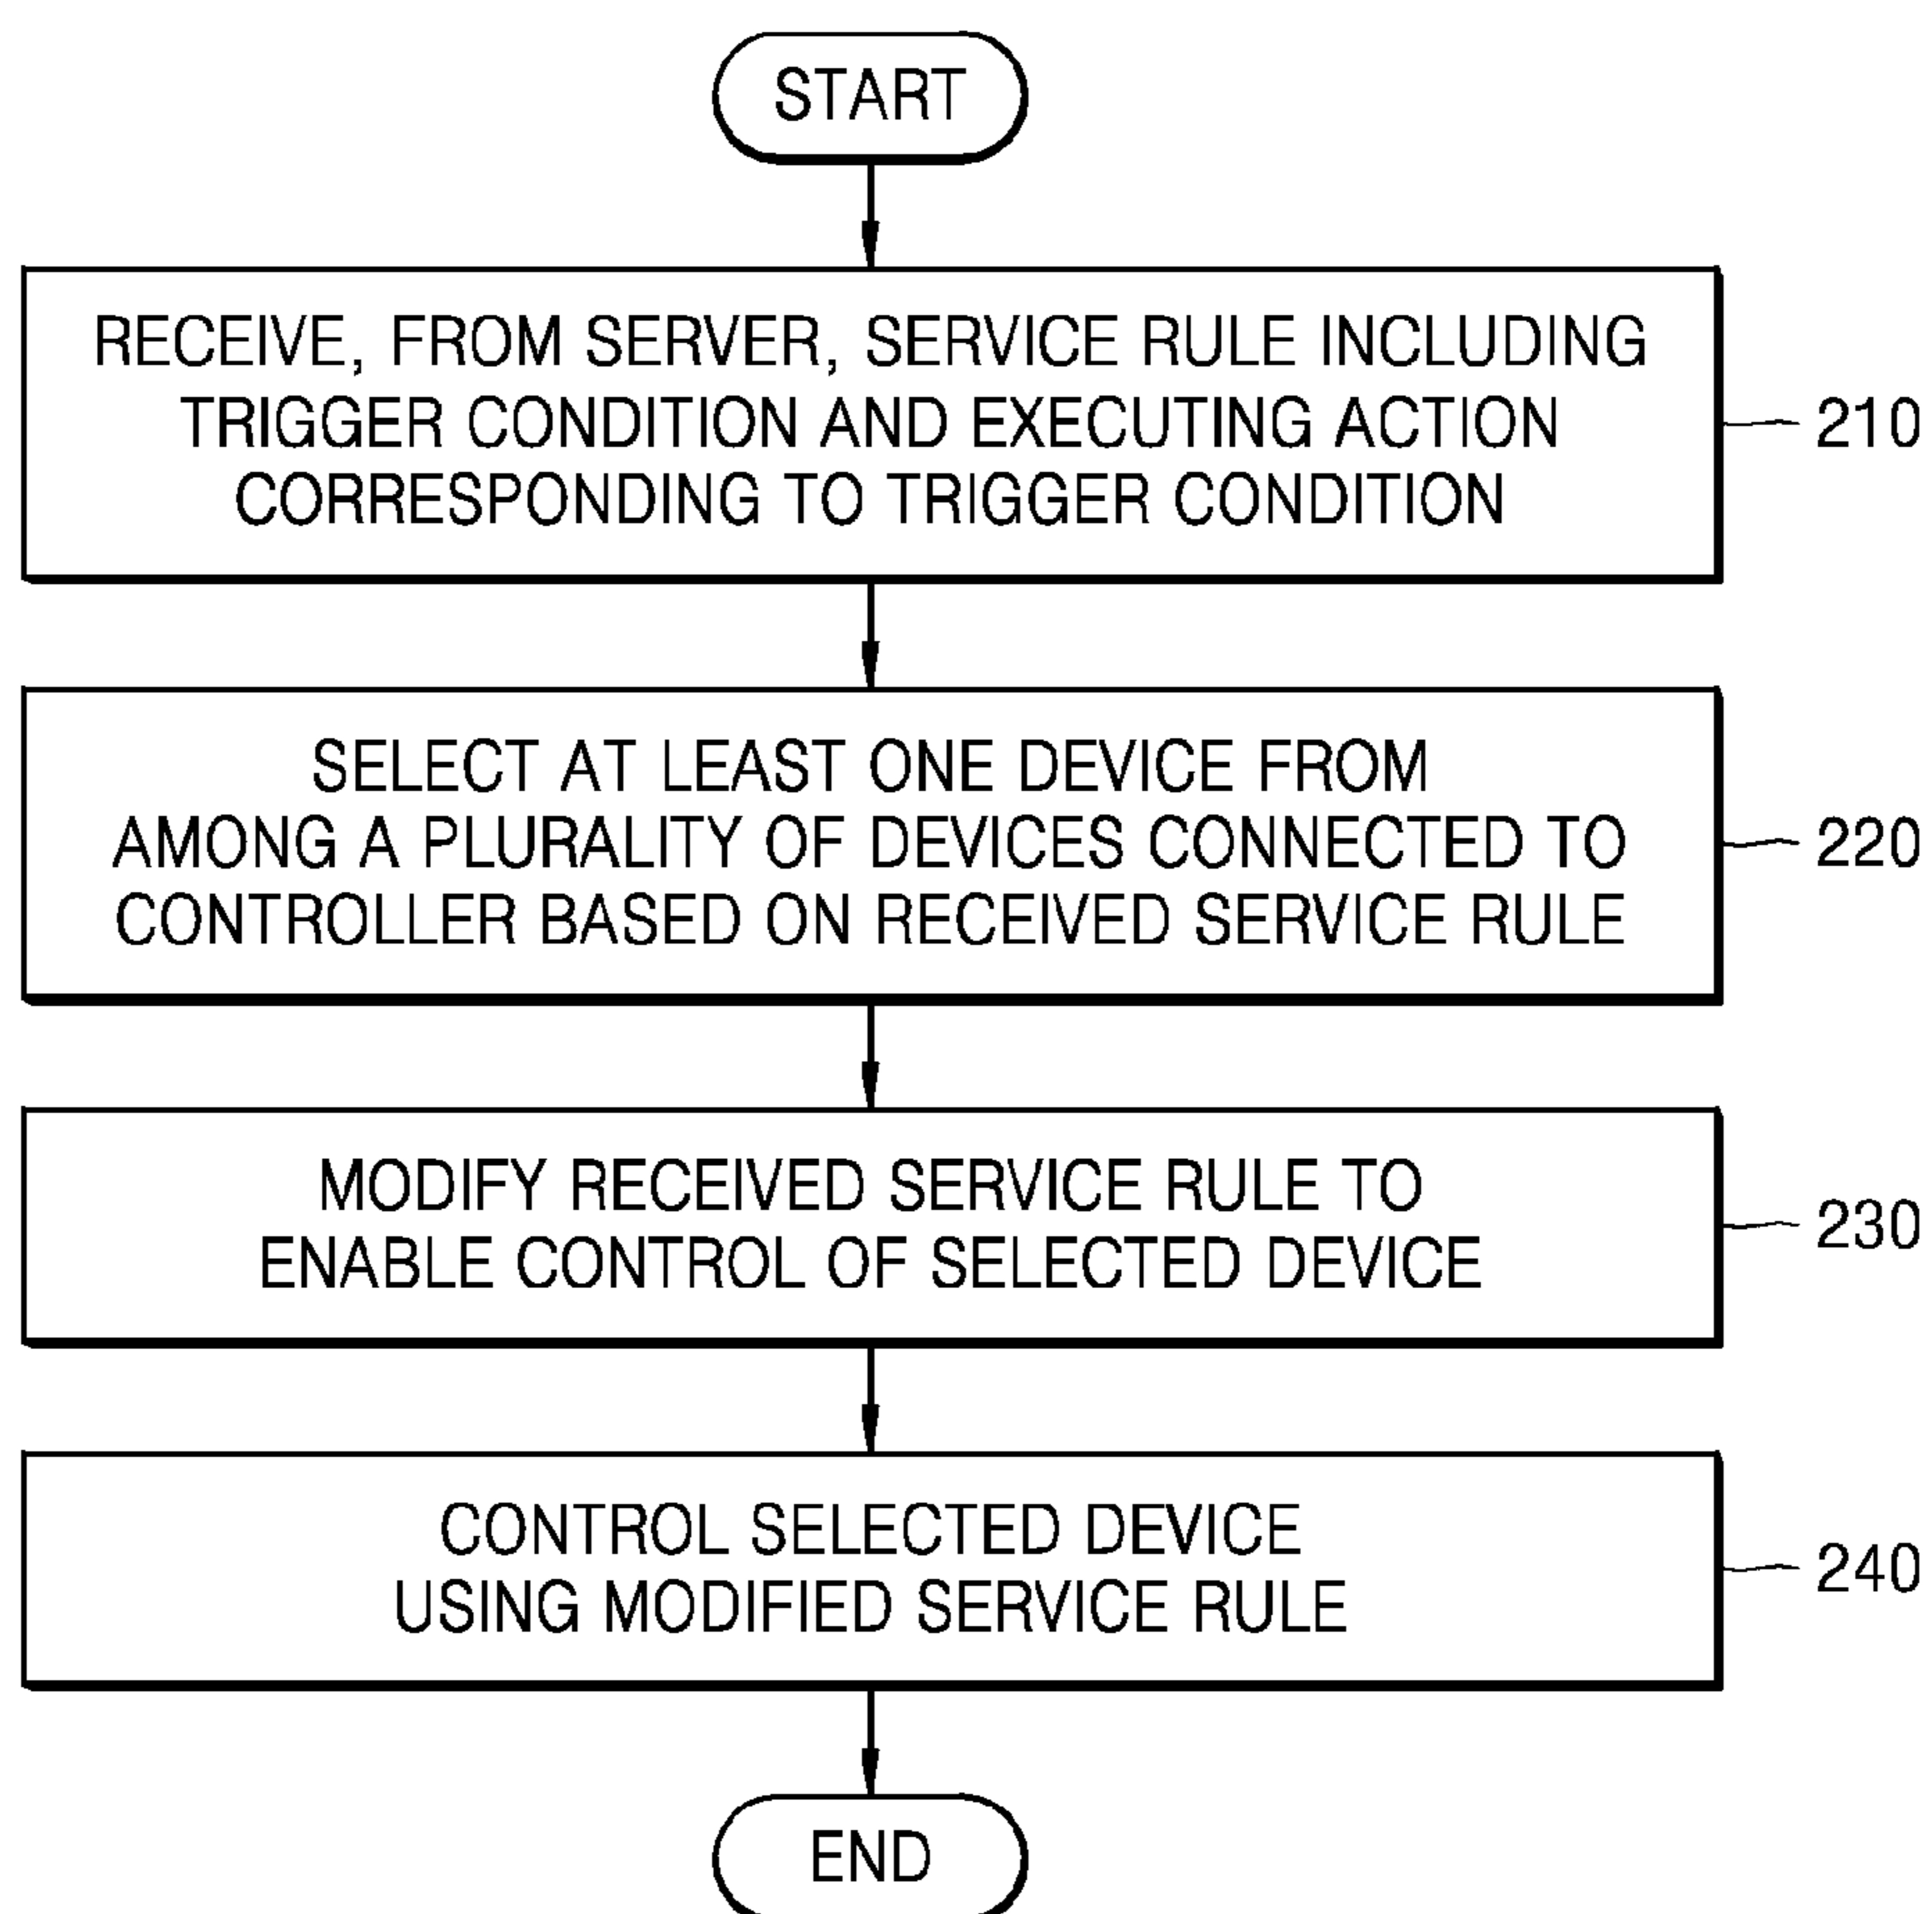 START
RECEIVE, FROM SERVER, SERVICE RULE INCLUDING
TRIGGER CONDITION AND EXECUTING ACTION
CORRESPONDING TO TRIGGER CONDITION
210
SELECT AT LEAST ONE DEVICE FROM
AMONG A PLURALITY OF DEVICES CONNECTED TO
CONTROLLER BASED ON RECEIVED SERVICE RULE
220
MODIFY RECEIVED SERVICE RULE TO
ENABLE CONTROL OF SELECTED DEVICE
230
CONTROL SELECTED DEVICE
USING MODIFIED SERVICE RULE
240
END